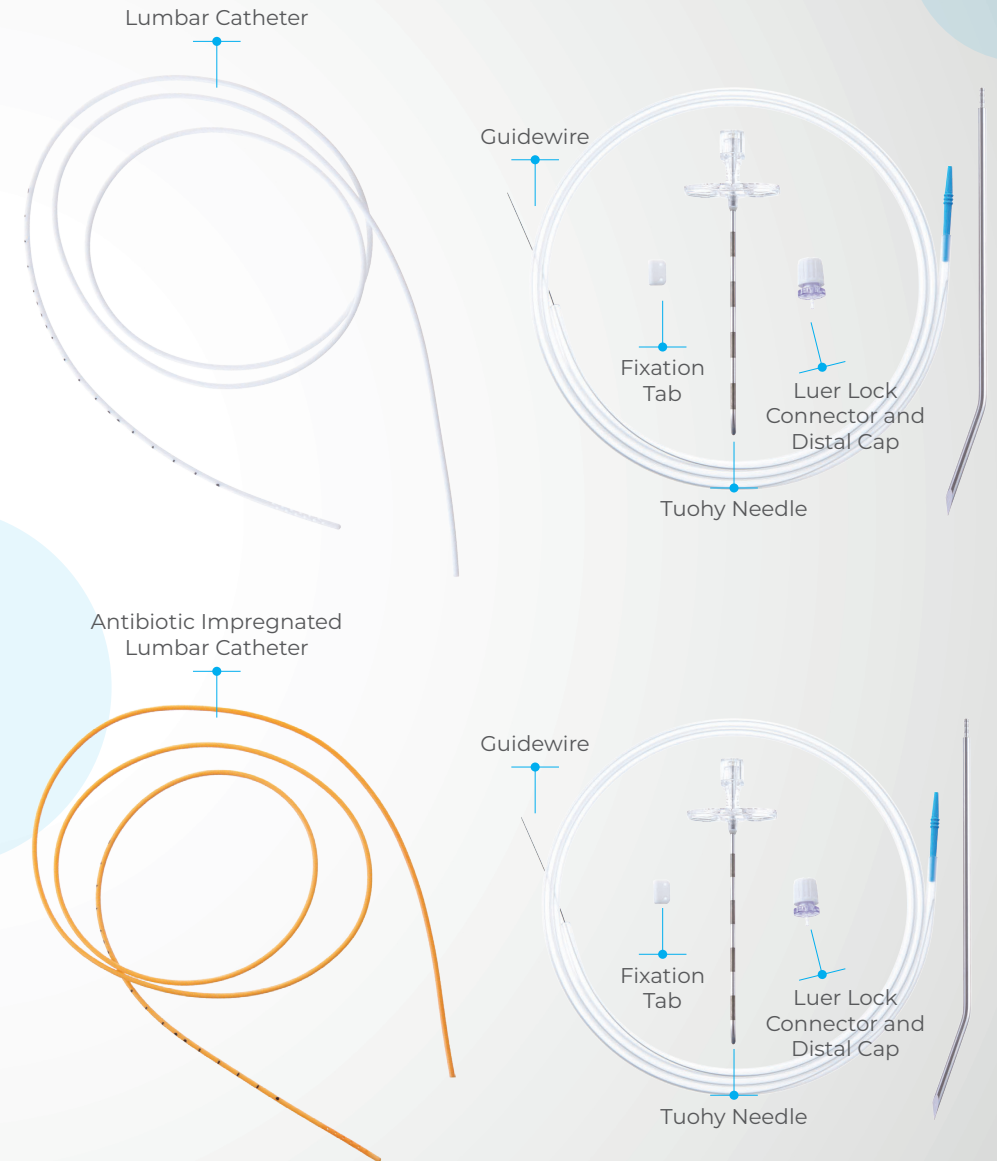 Lumbar Catheter
Guidewire
Fixation
Tab
Luer Lock
Connector and
Distal Cap
Tuohy Needle
Antibiotic Impregnated
Lumbar Catheter
Guidewire
Fixation
Tab
Luer Lock
Connector and
Distal Cap
Tuohy Needle